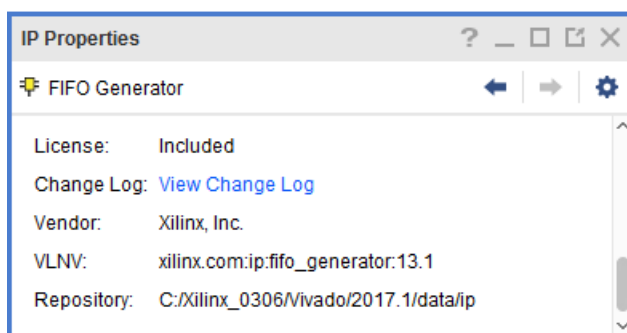 IP Properties
FIFO Generator
License: Included
Change Log: View Change Log
Vendor: Xilinx, Inc.
VLNV: xilinx.com:ip:fifo_generator:13.1
Repository: C:/Xilinx_0306/Vivado/2017.1/data/ip